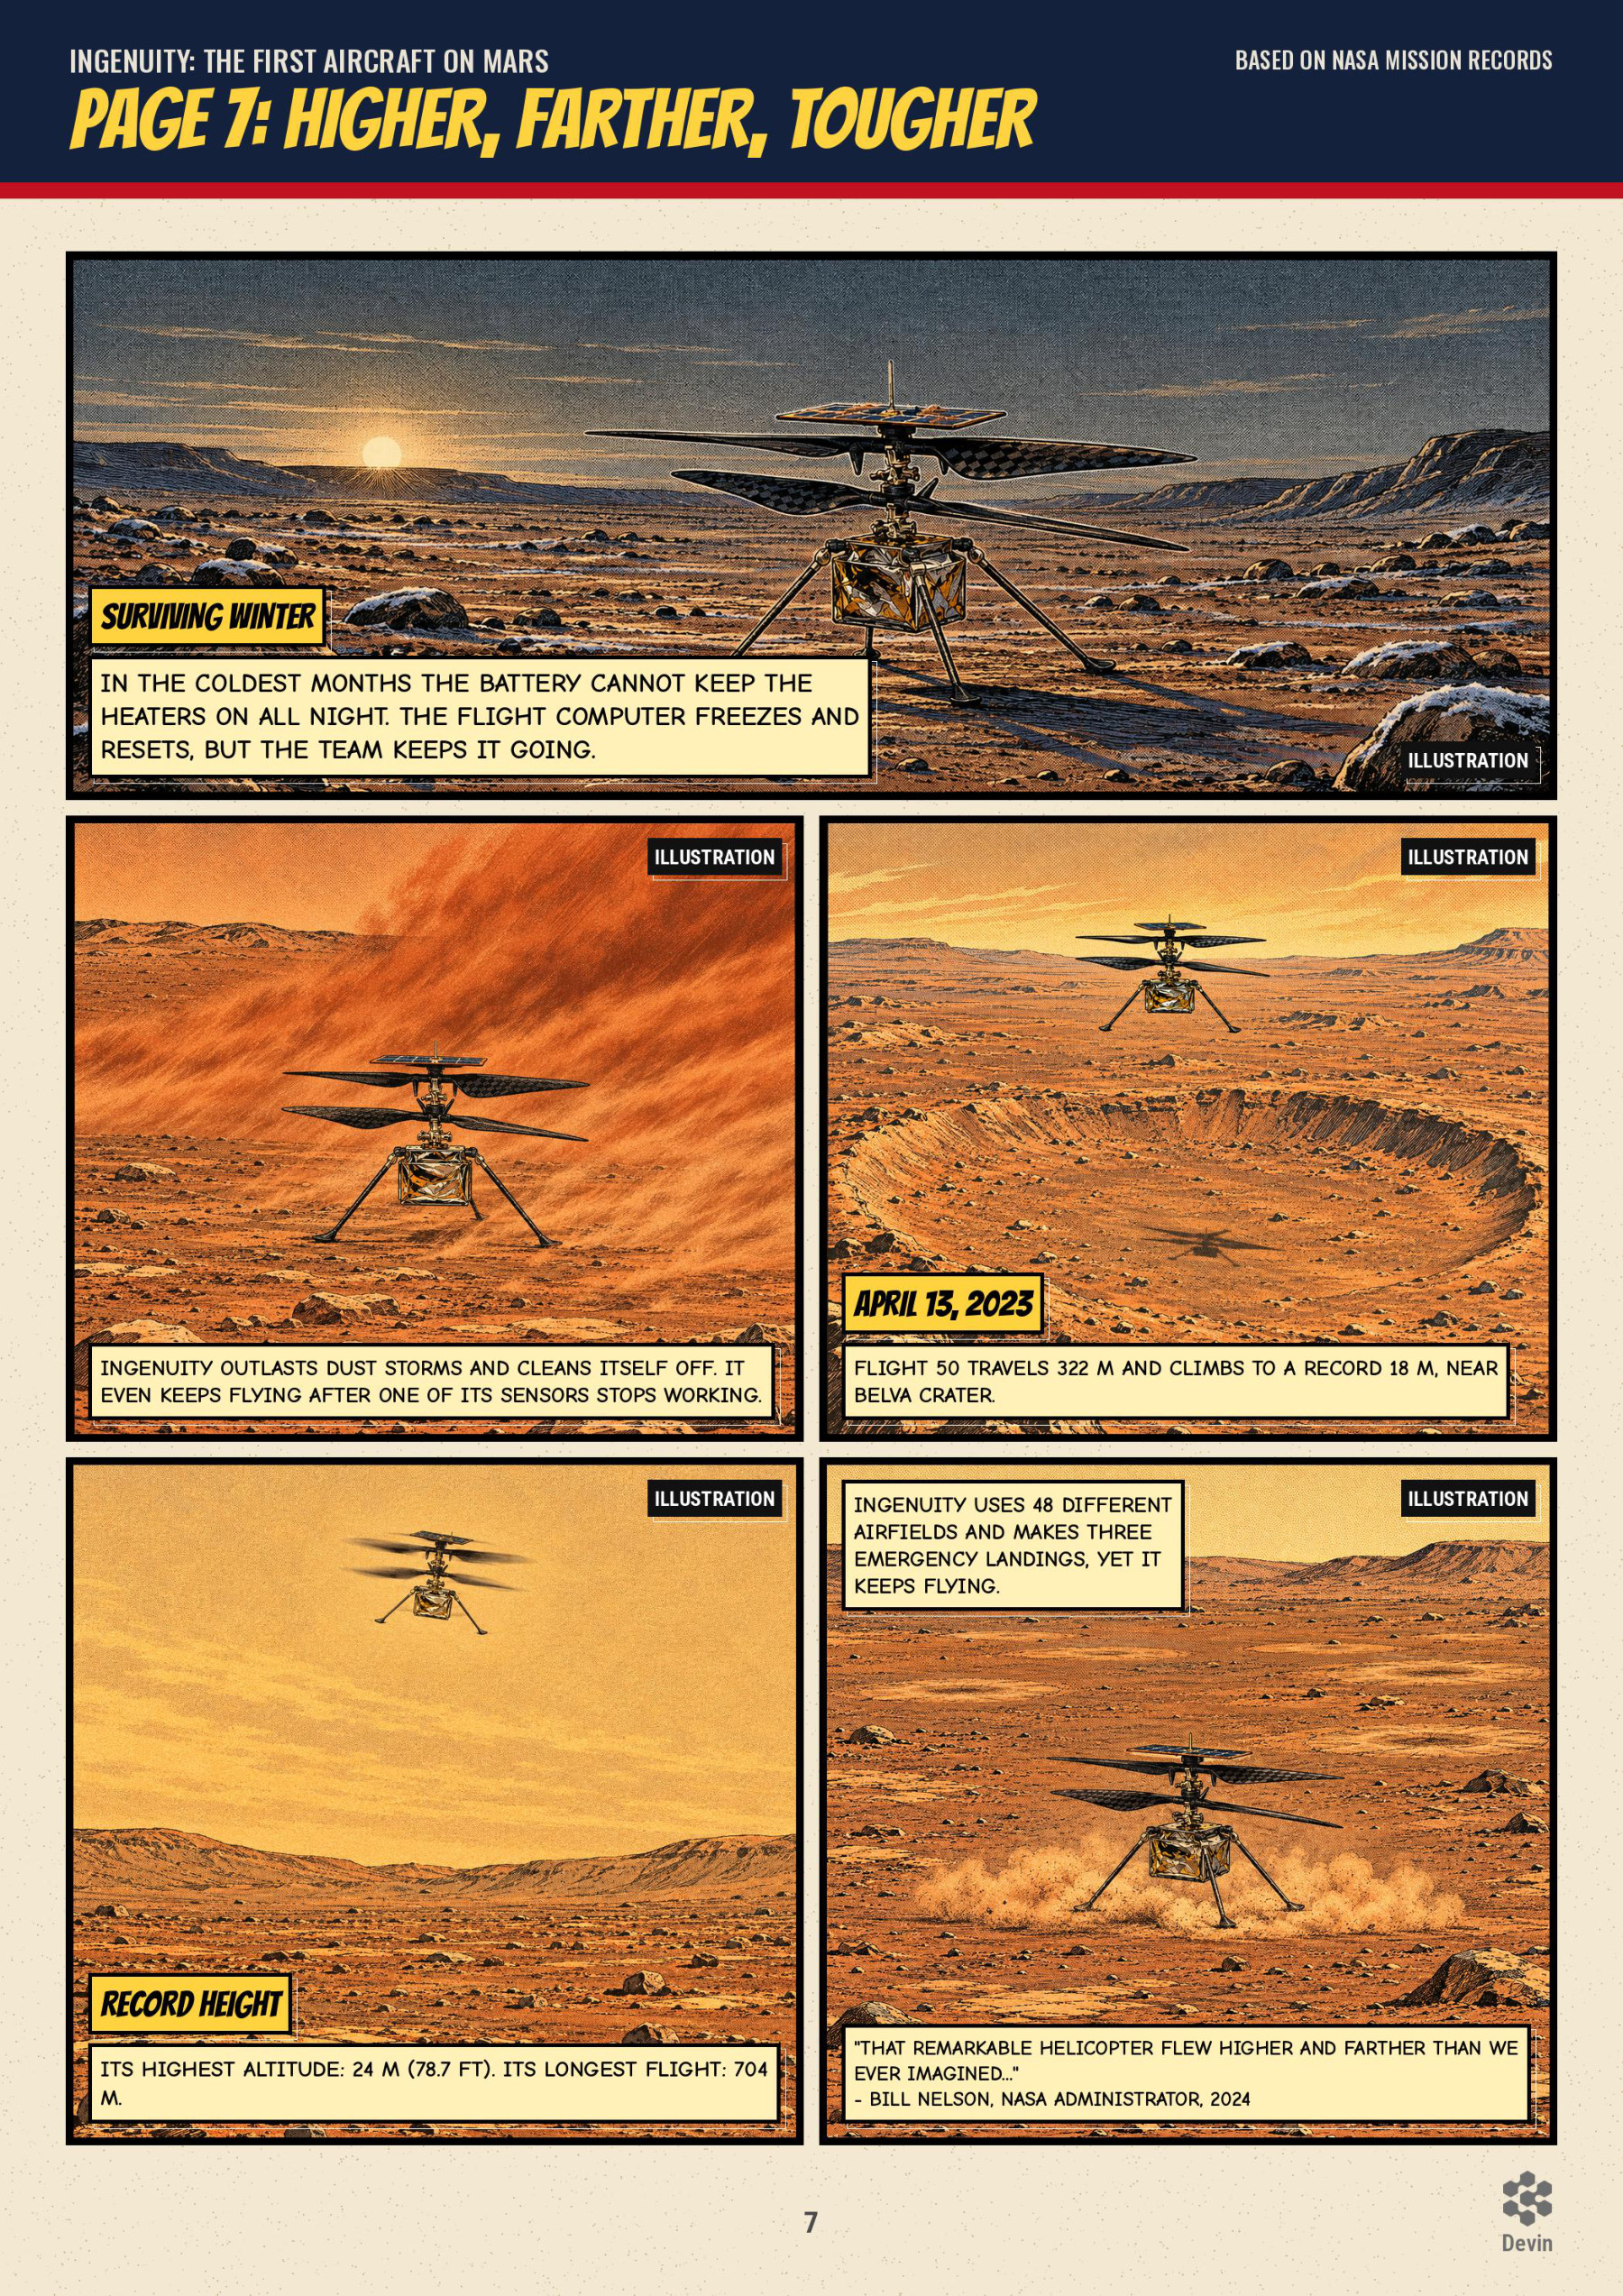 INGENUITY: THE FIRST AIRCRAFT ON MARS
BASED ON NASA MISSION RECORDS
PAGE 7: HIGHER, FARTHER, TOUGHER
SURVIVING WINTER
IN THE COLDEST MONTHS THE BATTERY CANNOT KEEP THE
HEATERS ON ALL NIGHT. THE FLIGHT COMPUTER FREEZES AND
RESETS, BUT THE TEAM KEEPS IT GOING.
ILLUSTRATION
ILLUSTRATION
INGENUITY OUTLASTS DUST STORMS AND CLEANS ITSELF OFF. IT
EVEN KEEPS FLYING AFTER ONE OF ITS SENSORS STOPS WORKING.
ILLUSTRATION
APRIL 13, 2023
FLIGHT 50 TRAVELS 322 M AND CLIMBS TO A RECORD 18 M, NEAR
BELVA CRATER.
ILLUSTRATION
RECORD HEIGHT
ITS HIGHEST ALTITUDE: 24 M (78.7 FT). ITS LONGEST FLIGHT: 704
M.
INGENUITY USES 48 DIFFERENT
AIRFIELDS AND MAKES THREE
EMERGENCY LANDINGS, YET IT
KEEPS FLYING.
ILLUSTRATION
"THAT REMARKABLE HELICOPTER FLEW HIGHER AND FARTHER THAN WE
EVER IMAGINED..."
- BILL NELSON, NASA ADMINISTRATOR, 2024
7
Devin